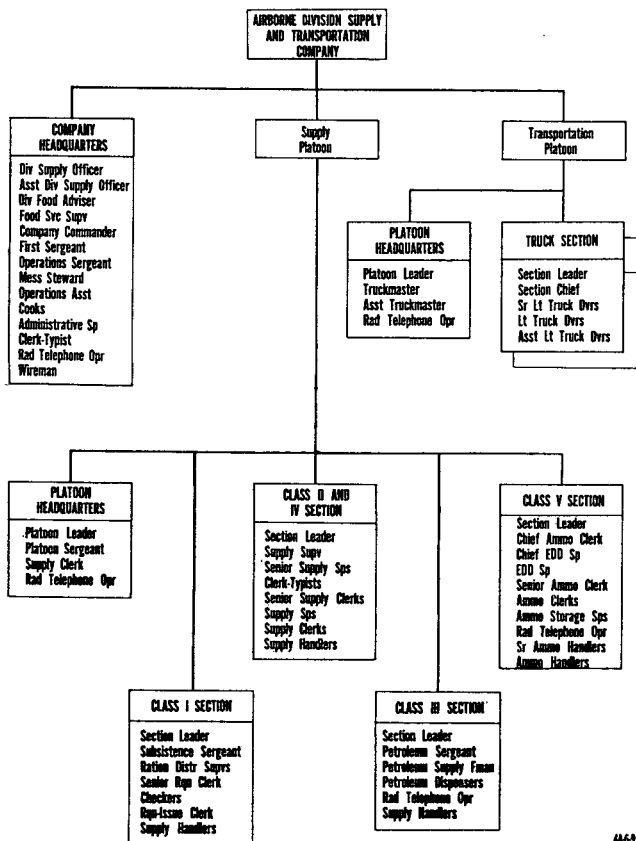 AIRBORNE DIVISION SUPPLY
AND TRANSPORTATION
COMPANY
COMPANY
HEADQUARTERS
Div Supply Officer
Asst Div Supply Officer
Div Food Adviser
Food Svc Supv
Company Commander
First Sergeant
Operations Sergeant
Mess Steward
Operations Asst
Cooks
Administrative Sp
Clerk-Typist
Rad Telephone Opr
Wireman
Supply
Platoon
Transportation
Platoon
PLATOON
HEADQUARTERS
Platoon Leader
Truckmaster
Asst Truckmaster
Rad Telephone Opr
TRUCK SECTION
Section Leader
Section Chief
Sr Lt Truck Dvrs
Lt Truck Dvrs
Asst Lt Truck Dvrs
PLATOON
HEADQUARTERS
Platoon Leader
Platoon Sergeant
Supply Clerk
Rad Telephone Opr
CLASS II AND
IV SECTION
Section Leader
Supply Supv
Senior Supply Sps
Clerk-Typists
Senior Supply Clerks
Supply Sps
Supply Clerks
Supply Handlers
CLASS V SECTION
Section Leader
Chief Ammo Clerk
Chief EDD Sp
EDD Sp
Senior Ammo Clerk
Ammo Clerks
Ammo Storage Sps
Rad Telephone Opr
Sr Ammo Handlers
Ammo Handlers
CLASS I SECTION
Section Leader
Subsistence Sergeant
Ration Distr Supvs
Senior Rqn Clerk
Checkers
Rqn-Issue Clerk
Supply Handlers
CLASS III SECTION
Section Leader
Petroleum Sergeant
Petroleum Supply Fman
Petroleum Dispensers
Rad Telephone Opr
Supply Handlers